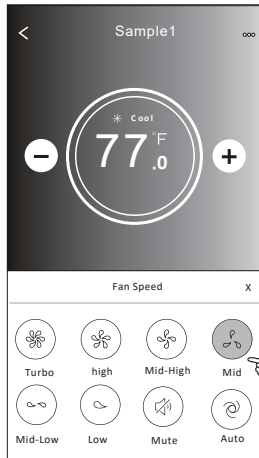 Sample1
Cool
77.0°F
Fan Speed X
Turbo high Mid-High Mid
Mid-Low Low Mute Auto